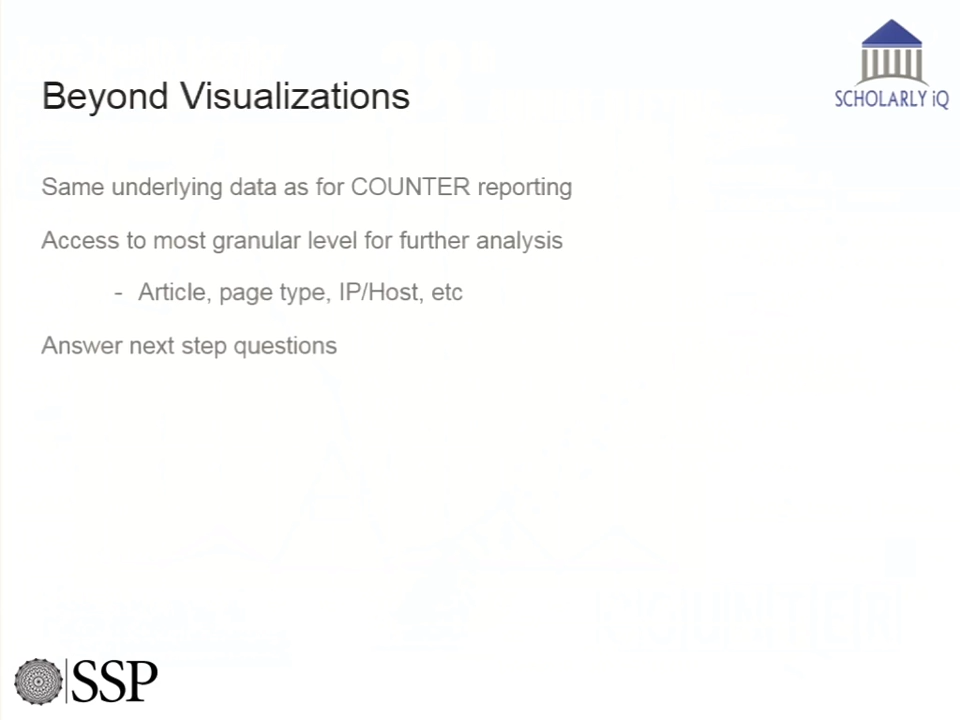 SCHOLARLY iQ
Beyond Visualizations
Same underlying data as for COUNTER reporting
Access to most granular level for further analysis
- Article, page type, IP/Host, etc
Answer next step questions
SSP